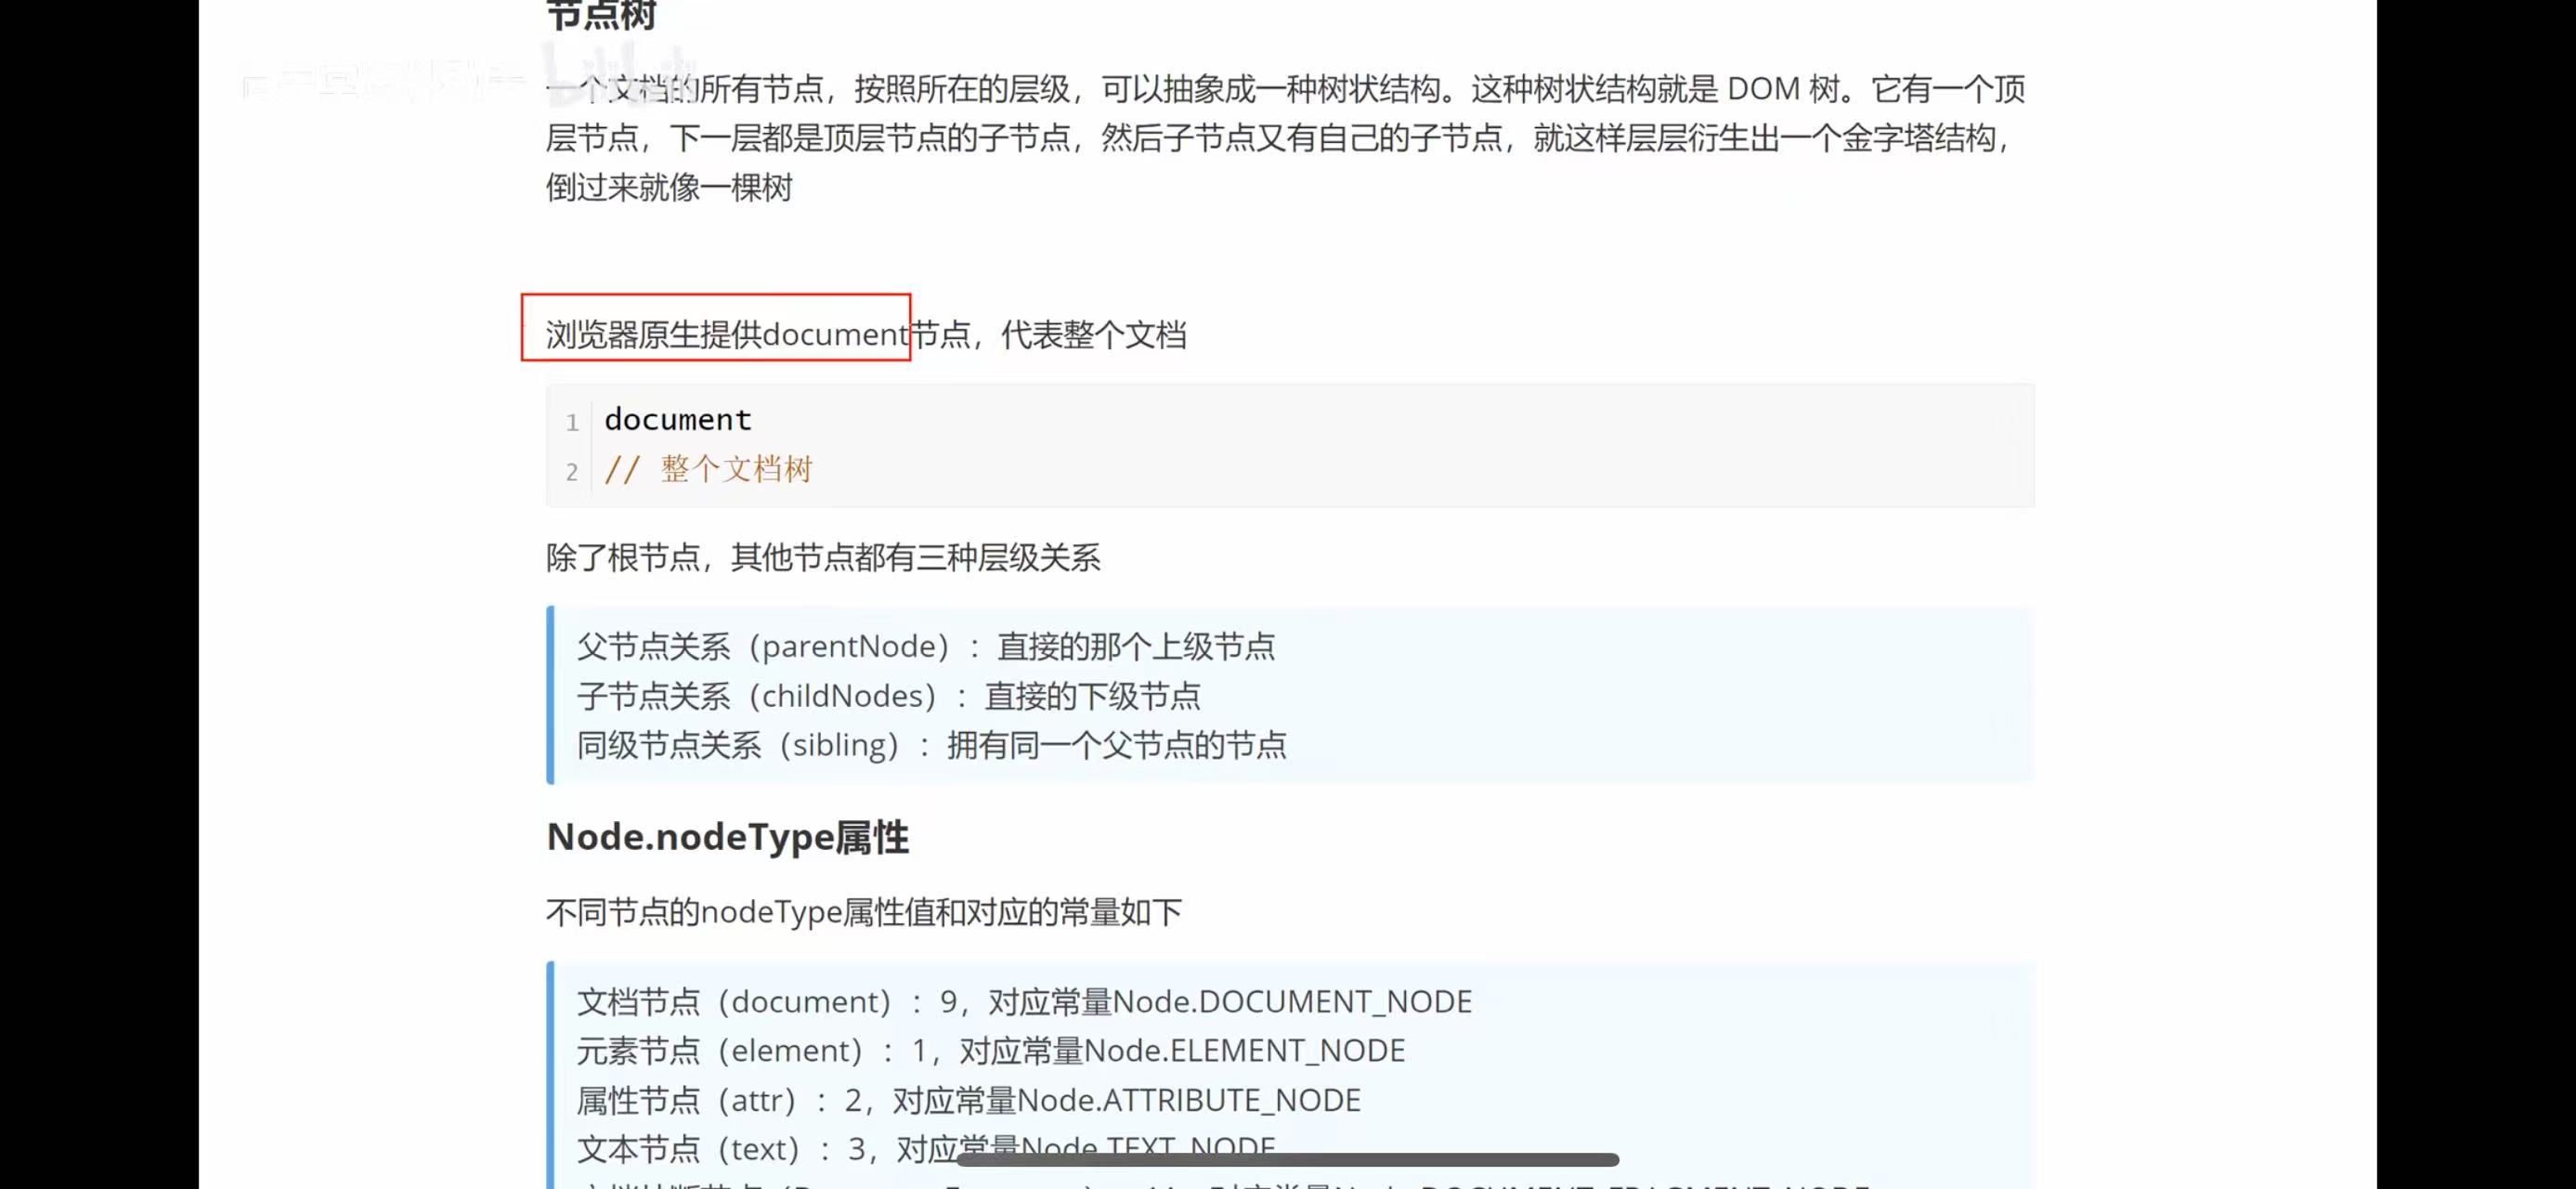 节点树
一个文档的所有节点，按照所在的层级，可以抽象成一种树状结构。这种树状结构就是 DOM 树。它有一个顶
层节点，下一层都是顶层节点的子节点，然后子节点又有自己的子节点，就这样层层衍生出一个金字塔结构，
倒过来就像一棵树
浏览器原生提供document节点，代表整个文档
1 document
2 // 整个文档树
除了根节点，其他节点都有三种层级关系
父节点关系（parentNode）：直接的那个上级节点
子节点关系（childNodes）：直接的下级节点
同级节点关系（sibling）：拥有同一个父节点的节点
Node.nodeType属性
不同节点的nodeType属性值和对应的常量如下
文档节点（document）：9，对应常量Node.DOCUMENT_NODE
元素节点（element）：1，对应常量Node.ELEMENT_NODE
属性节点（attr）：2，对应常量Node.ATTRIBUTE_NODE
文本节点（text）：3，对应常量Node.TEXT_NODE